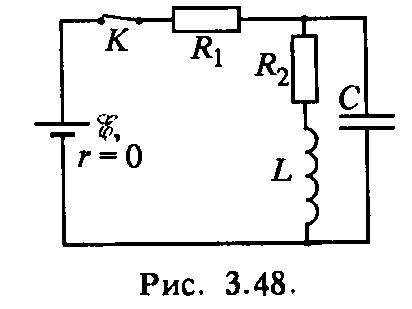 K
R₁
R₂
C
ℰ,
r = 0
L
Рис. 3.48.